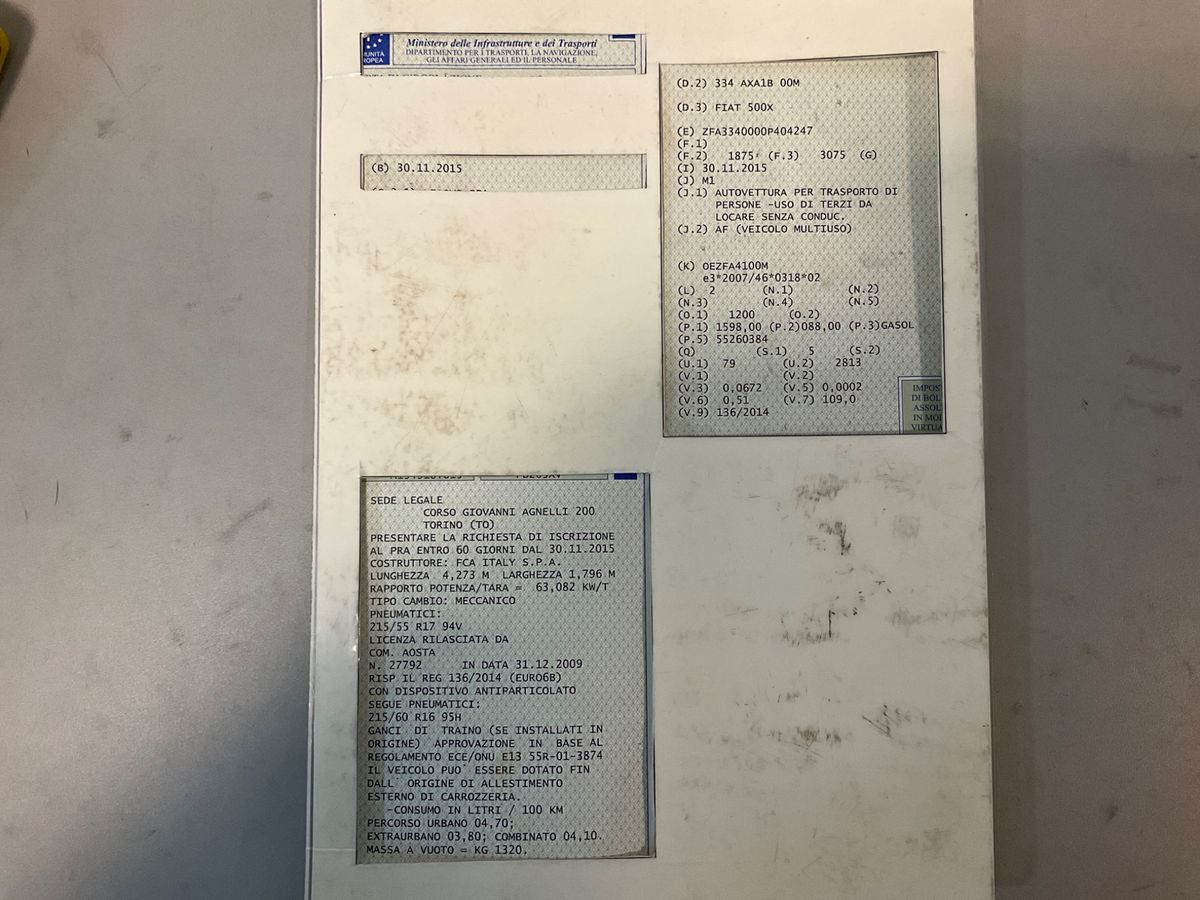 UNITÀ
ROPEA
Ministero delle Infrastrutture e dei Trasporti
DIPARTIMENTO PER I TRASPORTI, LA NAVIGAZIONE,
GLI AFFARI GENERALI ED IL PERSONALE
(B) 30.11.2015
(D.2) 334 AXA1B 00M
(D.3) FIAT 500X
(E) ZFA3340000P404247
(F.1)
(F.2) 1875 (F.3) 3075 (G)
(I) 30.11.2015
(J) M1
(J.1) AUTOVETTURA PER TRASPORTO DI
PERSONE -USO DI TERZI DA
LOCARE SENZA CONDUC.
(J.2) AF (VEICOLO MULTIUSO)
(K) OEZFA4100M
e3*2007/46*0318*02
(L) 2 (N.1) (N.2)
(N.3) (N.4) (N.5)
(O.1) 1200 (O.2)
(P.1) 1598,00 (P.2)088,00 (P.3)GASOL
(P.5) 55260384
(Q) (S.1) 5 (S.2)
(U.1) 79 (U.2) 2813
(V.1) (V.2)
(V.3) 0,0672 (V.5) 0,0002
(V.6) 0,51 (V.7) 109,0
(V.9) 136/2014
IMPOS
DI BOL
ASSOL
IN MOD
VIRTUA
SEDE LEGALE
CORSO GIOVANNI AGNELLI 200
TORINO (TO)
PRESENTARE LA RICHIESTA DI ISCRIZIONE
AL PRA ENTRO 60 GIORNI DAL 30.11.2015
COSTRUTTORE: FCA ITALY S.P.A.
LUNGHEZZA 4,273 M LARGHEZZA 1,796 M
RAPPORTO POTENZA/TARA = 63,082 KW/T
TIPO CAMBIO: MECCANICO
PNEUMATICI:
215/55 R17 94V
LICENZA RILASCIATA DA
COM. AOSTA
N. 27792 IN DATA 31.12.2009
RISP IL REG 136/2014 (EURO6B)
CON DISPOSITIVO ANTIPARTICOLATO
SEGUE PNEUMATICI:
215/60 R16 95H
GANCI DI TRAINO (SE INSTALLATI IN
ORIGINE) APPROVAZIONE IN BASE AL
REGOLAMENTO ECE/ONU E13 55R-01-3874
IL VEICOLO PUO` ESSERE DOTATO FIN
DALL` ORIGINE DI ALLESTIMENTO
ESTERNO DI CARROZZERIA.
-CONSUMO IN LITRI / 100 KM
PERCORSO URBANO 04,70;
EXTRAURBANO 03,80; COMBINATO 04,10.
MASSA A VUOTO = KG 1320.